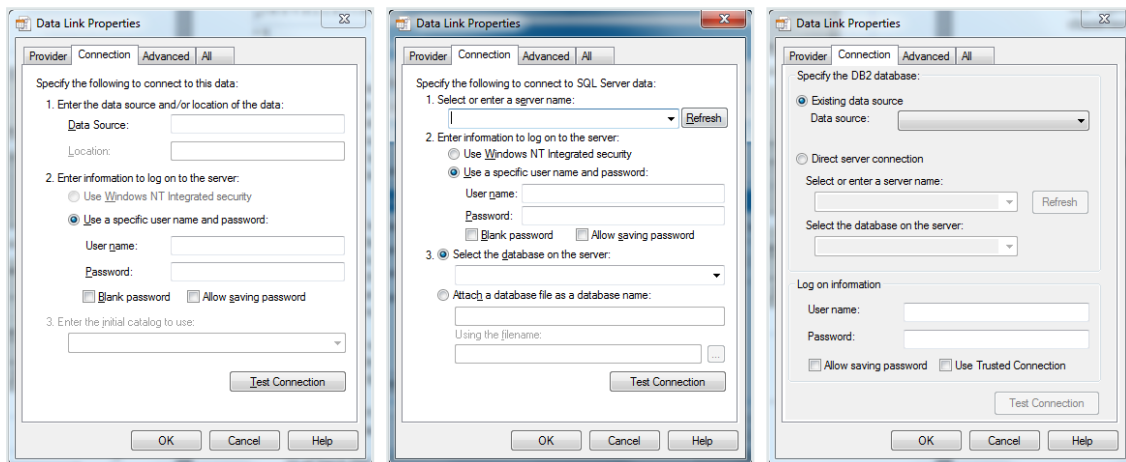 Data Link Properties
Provider Connection Advanced All
Specify the following to connect to this data:
1. Enter the data source and/or location of the data:
Data Source:
Location:
2. Enter information to log on to the server:
Use Windows NT Integrated security
Use a specific user name and password:
User name:
Password:
Blank password Allow saving password
3. Enter the initial catalog to use:
Test Connection
OK Cancel Help
Data Link Properties
Provider Connection Advanced All
Specify the following to connect to SQL Server data:
1. Select or enter a server name:
Refresh
2. Enter information to log on to the server:
Use Windows NT Integrated security
Use a specific user name and password:
User name:
Password:
Blank password Allow saving password
3. Select the database on the server:
Attach a database file as a database name:
Using the filename:
...
Test Connection
OK Cancel Help
Data Link Properties
Provider Connection Advanced All
Specify the DB2 database:
Existing data source
Data source:
Direct server connection
Select or enter a server name:
Refresh
Select the database on the server:
Log on information
User name:
Password:
Allow saving password Use Trusted Connection
Test Connection
OK Cancel Help